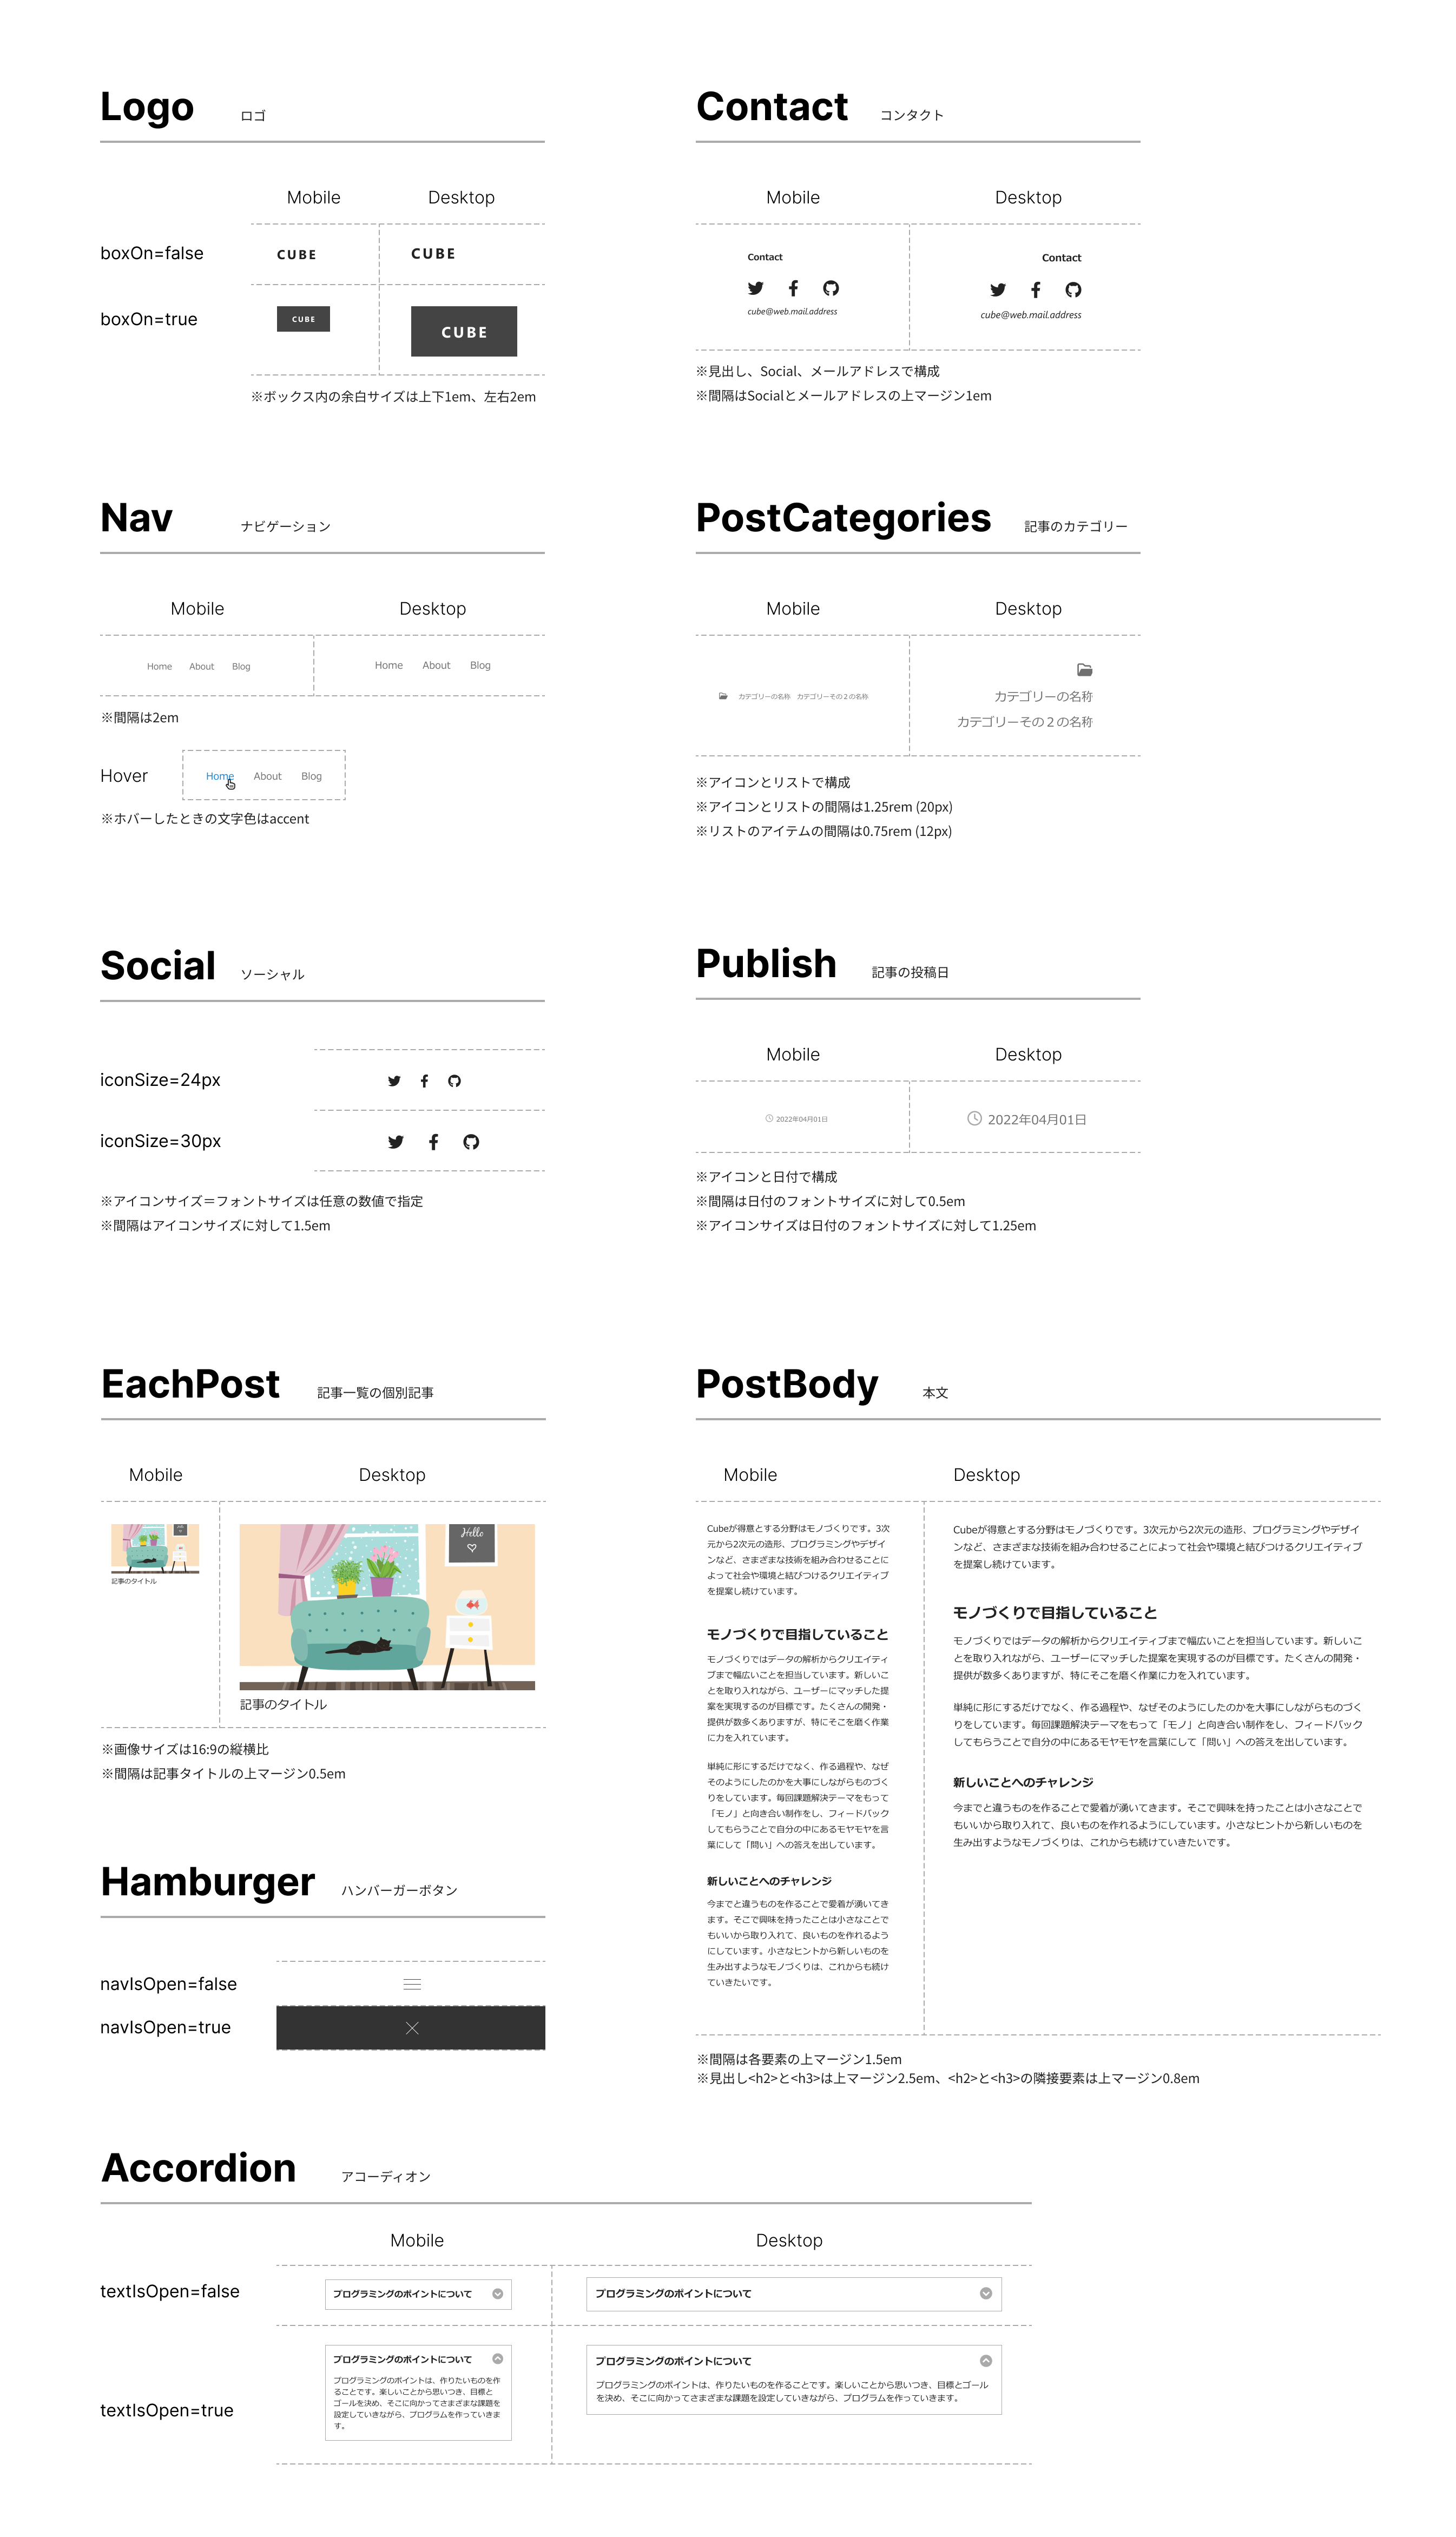 Logo ロゴ
Mobile Desktop
boxOn=false CUBE CUBE
boxOn=true CUBE CUBE
※ボックス内の余白サイズは上下1em、左右2em
Contact コンタクト
Mobile Desktop
Contact Contact
cube@web.mail.address cube@web.mail.address
※見出し、Social、メールアドレスで構成
※間隔はSocialとメールアドレスの上マージン1em
Nav ナビゲーション
Mobile Desktop
Home About Blog Home About Blog
※間隔は2em
Hover Home About Blog
※ホバーしたときの文字色はaccent
PostCategories 記事のカテゴリー
Mobile Desktop
カテゴリーの名称 カテゴリーその２の名称
カテゴリーの名称
カテゴリーその２の名称
※アイコンとリストで構成
※アイコンとリストの間隔は1.25rem (20px)
※リストのアイテムの間隔は0.75rem (12px)
Social ソーシャル
iconSize=24px
iconSize=30px
※アイコンサイズ＝フォントサイズは任意の数値で指定
※間隔はアイコンサイズに対して1.5em
Publish 記事の投稿日
Mobile Desktop
2022年04月01日 2022年04月01日
※アイコンと日付で構成
※間隔は日付のフォントサイズに対して0.5em
※アイコンサイズは日付のフォントサイズに対して1.25em
EachPost 記事一覧の個別記事
Mobile Desktop
Hello
記事のタイトル
記事のタイトル
※画像サイズは16:9の縦横比
※間隔は記事タイトルの上マージン0.5em
Hamburger ハンバーガーボタン
navIsOpen=false
navIsOpen=true
PostBody 本文
Mobile Desktop
Cubeが得意とする分野はモノづくりです。3次
元から2次元の造形、プログラミングやデザイ
ンなど、さまざまな技術を組み合わせることに
よって社会や環境と結びつけるクリエイティブ
を提案し続けています。
モノづくりで目指していること
モノづくりではデータの解析からクリエイティ
ブまで幅広いことを担当しています。新しいこ
とを取り入れながら、ユーザーにマッチした提
案を実現するのが目標です。たくさんの開発・
提供が数多くありますが、特にそこを磨く作業
に力を入れています。
単純に形にするだけでなく、作る過程や、なぜ
そのようにしたのかを大事にしながらものづく
りをしています。毎回課題解決テーマをもって
「モノ」と向き合い制作をし、フィードバック
してもらうことで自分の中にあるモヤモヤを言
葉にして「問い」への答えを出しています。
新しいことへのチャレンジ
今までと違うものを作ることで愛着が湧いてき
ます。そこで興味を持ったことは小さなことで
もいいから取り入れて、良いものを作れるよう
にしています。小さなヒントから新しいものを
生み出すようなモノづくりは、これからも続け
ていきたいです。
Cubeが得意とする分野はモノづくりです。3次元から2次元の造形、プログラミングやデザイ
ンなど、さまざまな技術を組み合わせることによって社会や環境と結びつけるクリエイティブ
を提案し続けています。
モノづくりで目指していること
モノづくりではデータの解析からクリエイティブまで幅広いことを担当しています。新しいこ
とを取り入れながら、ユーザーにマッチした提案を実現するのが目標です。たくさんの開発・
提供が数多くありますが、特にそこを磨く作業に力を入れています。
単純に形にするだけでなく、作る過程や、なぜそのようにしたのかを大事にしながらものづく
りをしています。毎回課題解決テーマをもって「モノ」と向き合い制作をし、フィードバック
してもらうことで自分の中にあるモヤモヤを言葉にして「問い」への答えを出しています。
新しいことへのチャレンジ
今までと違うものを作ることで愛着が湧いてきます。そこで興味を持ったことは小さなことで
もいいから取り入れて、良いものを作れるようにしています。小さなヒントから新しいものを
生み出すようなモノづくりは、これからも続けていきたいです。
※間隔は各要素の上マージン1.5em
※見出し<h2>と<h3>は上マージン2.5em、<h2>と<h3>の隣接要素は上マージン0.8em
Accordion アコーディオン
Mobile Desktop
textIsOpen=false プログラミングのポイントについて プログラミングのポイントについて
textIsOpen=true
プログラミングのポイントについて
プログラミングのポイントは、作りたいものを作
ることです。楽しいことから思いつき、目標と
ゴールを決め、そこに向かってさまざまな課題を
設定していきながら、プログラムを作っていきま
す。
プログラミングのポイントについて
プログラミングのポイントは、作りたいものを作ることです。楽しいことから思いつき、目標とゴール
を決め、そこに向かってさまざまな課題を設定していきながら、プログラムを作っていきます。